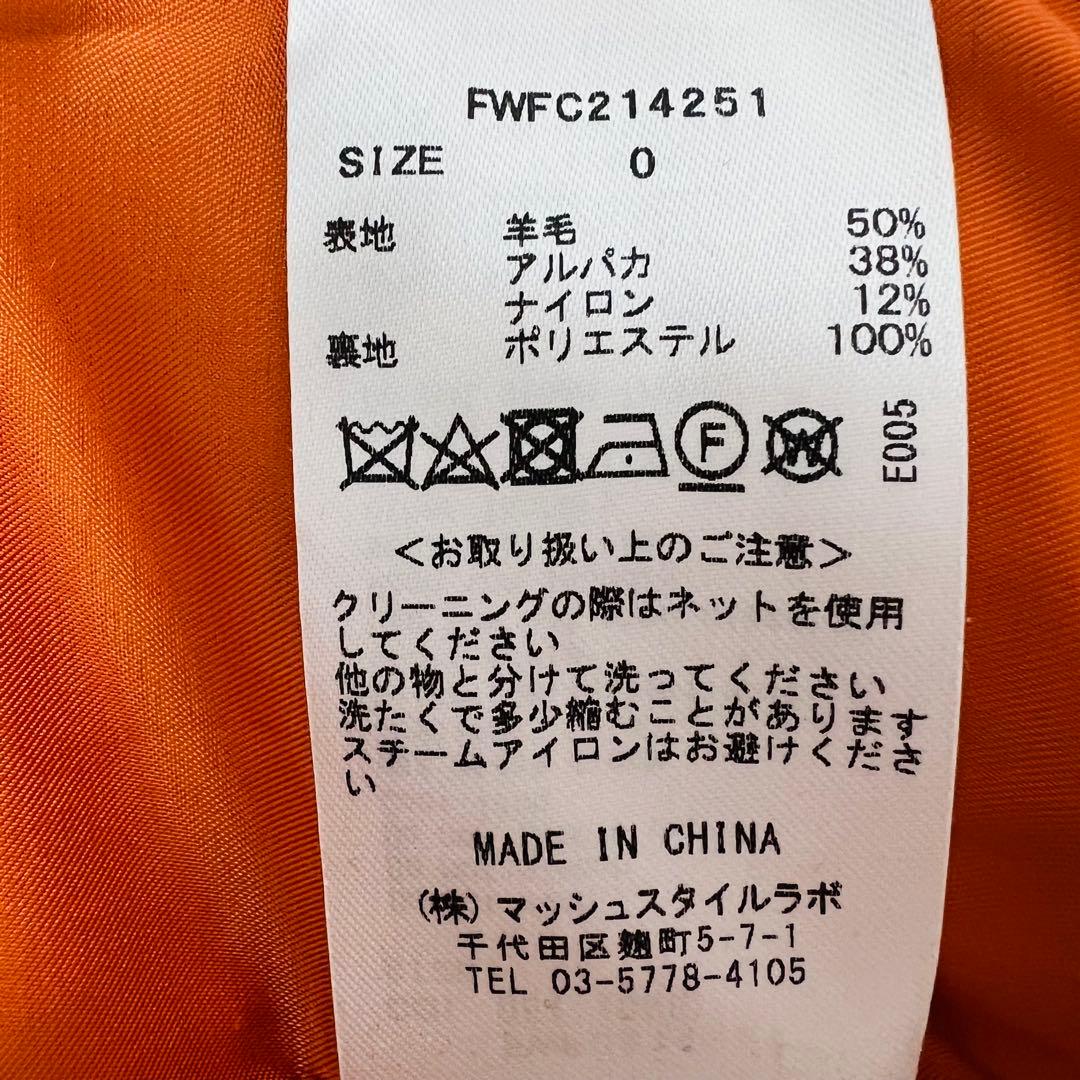 FWFC214251
SIZE 0
表地 羊毛 50%
アルパカ 38%
ナイロン 12%
裏地 ポリエステル 100%
F W E005
<お取り扱い上のご注意>
クリーニングの際はネットを使用
してください
他の物と分けて洗ってください
洗たくで多少縮むことがあります
スチームアイロンはお避けくださ
い
MADE IN CHINA
(株)マッシュスタイルラボ
千代田区麹町5-7-1
TEL 03-5778-4105